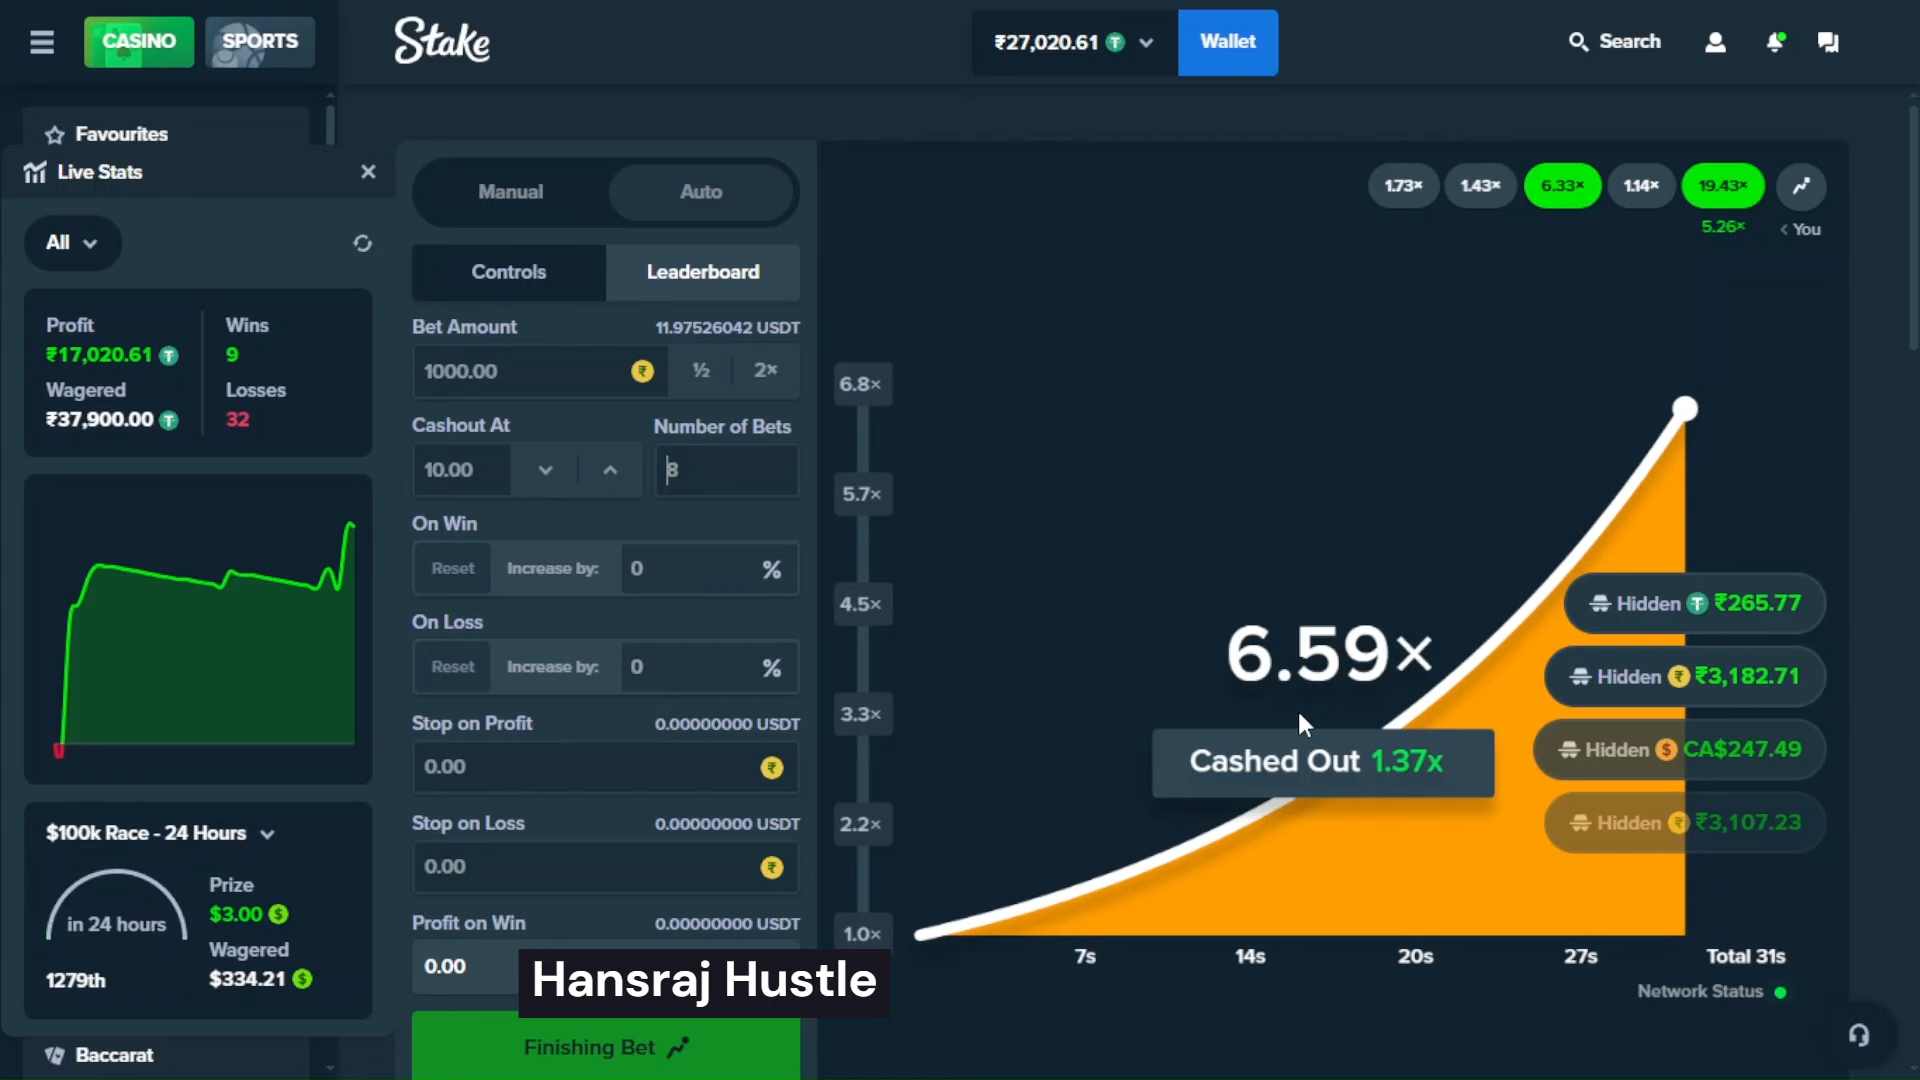 CASINO
SPORTS
Stake
₹27,020.61
Wallet
Search
Favourites
Live Stats
All
Profit
₹17,020.61
Wins
9
Wagered
₹37,900.00
Losses
32
$100k Race - 24 Hours
in 24 hours
1279th
Prize
$3.00
Wagered
$334.21
Baccarat
Manual
Auto
Controls
Leaderboard
Bet Amount
11.97526042 USDT
1000.00
½
2×
Cashout At
Number of Bets
10.00
8
On Win
Reset
Increase by:
0
%
On Loss
Reset
Increase by:
0
%
Stop on Profit
0.00000000 USDT
0.00
Stop on Loss
0.00000000 USDT
0.00
Profit on Win
0.00000000 USDT
0.00
Hansraj Hustle
Finishing Bet
1.73×
1.43×
6.33×
1.14×
19.43×
5.26×
< You
6.8×
5.7×
4.5×
3.3×
2.2×
1.0×
6.59×
Cashed Out 1.37x
Hidden ₹265.77
Hidden ₹3,182.71
Hidden CA$247.49
Hidden ₹3,107.23
7s
14s
20s
27s
Total 31s
Network Status